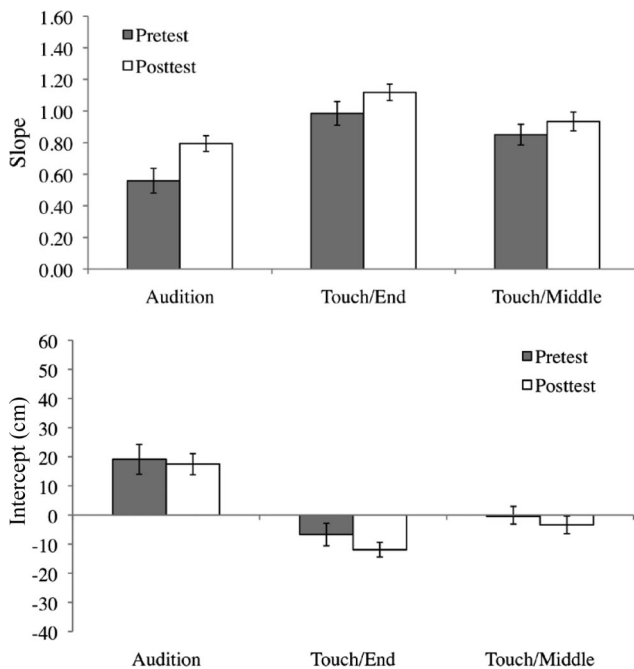 1.60
1.40
1.20
1.00
0.80
0.60
0.40
0.20
0.00
Slope
Pretest
Posttest
Audition Touch/End Touch/Middle
60
50
40
30
20
10
0
-10
-20
-30
-40
Intercept (cm)
Pretest
Posttest
Audition Touch/End Touch/Middle